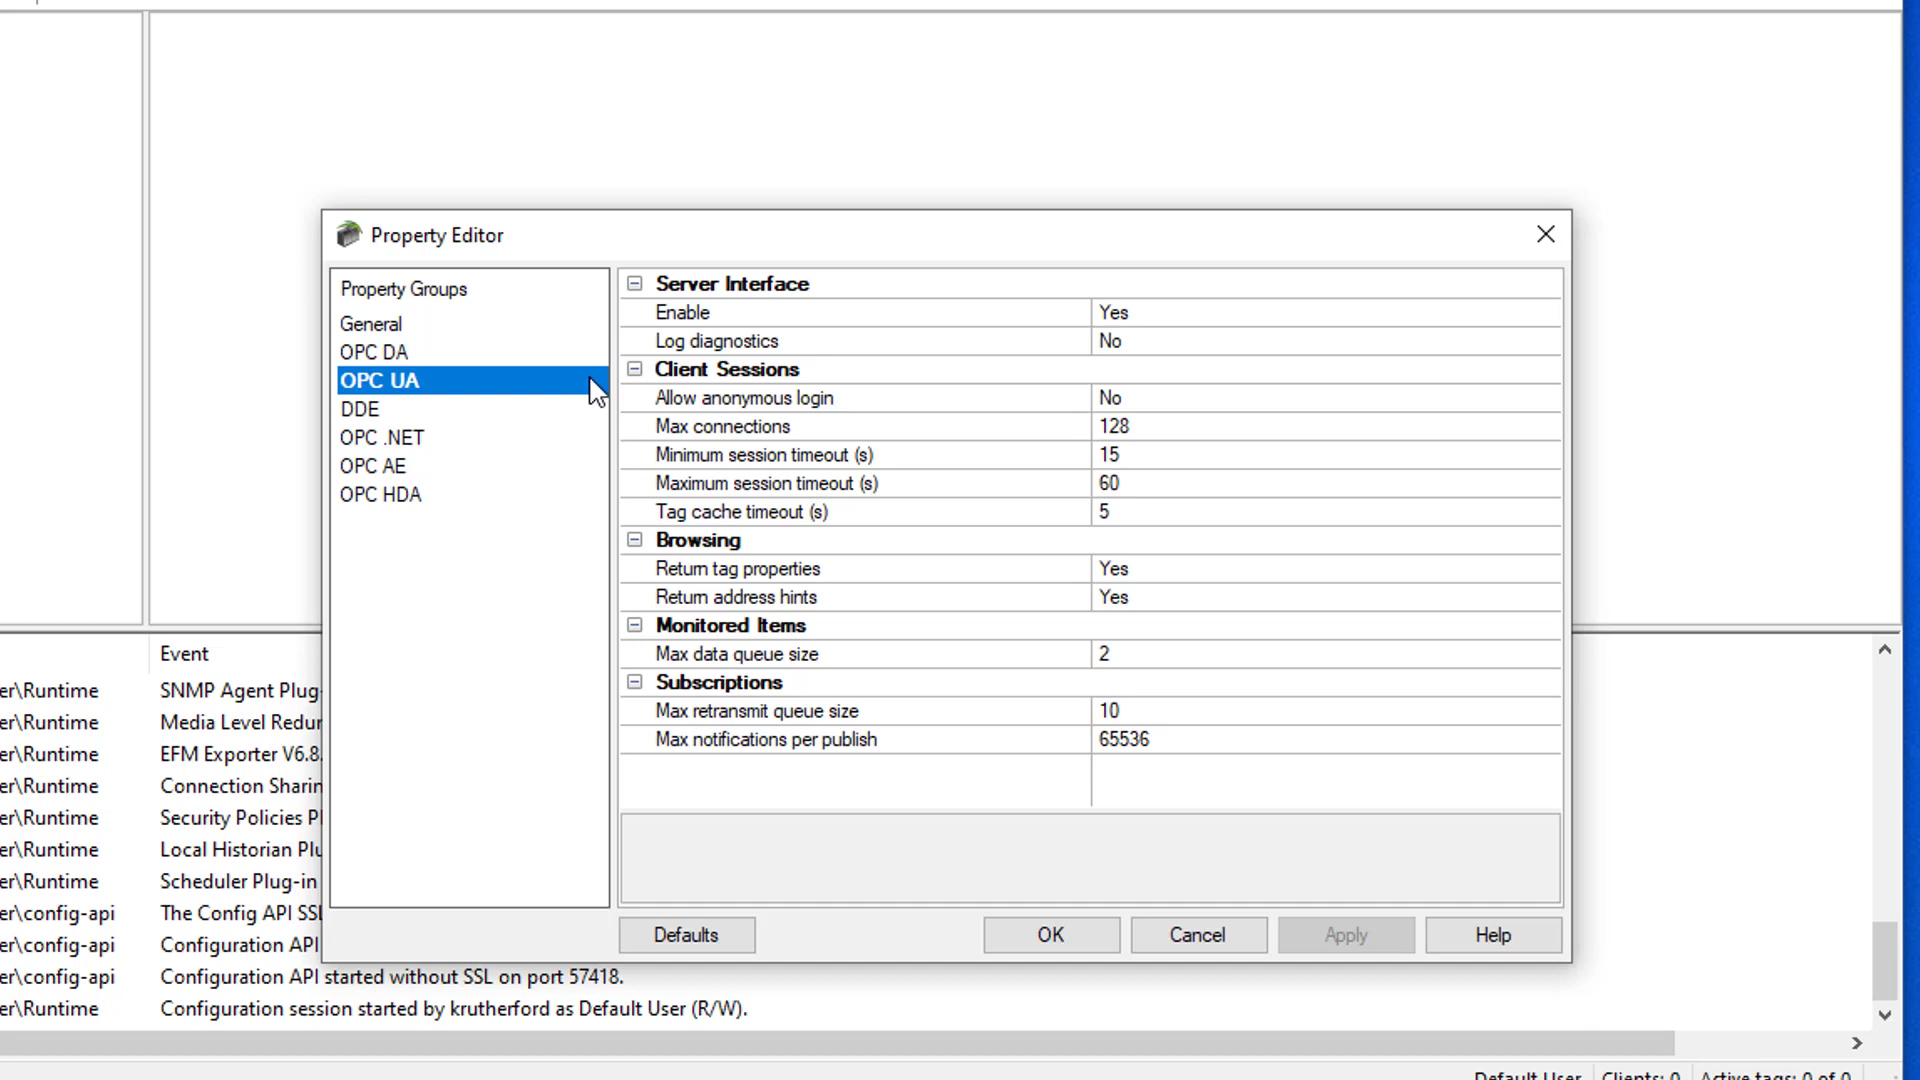 Property Editor
Property Groups
General
OPC DA
OPC UA
DDE
OPC .NET
OPC AE
OPC HDA
Server Interface
Enable Yes
Log diagnostics No
Client Sessions
Allow anonymous login No
Max connections 128
Minimum session timeout (s) 15
Maximum session timeout (s) 60
Tag cache timeout (s) 5
Browsing
Return tag properties Yes
Return address hints Yes
Monitored Items
Max data queue size 2
Subscriptions
Max retransmit queue size 10
Max notifications per publish 65536
Defaults OK Cancel Apply Help
Event
er\Runtime SNMP Agent Plug-
er\Runtime Media Level Redun
er\Runtime EFM Exporter V6.8.
er\Runtime Connection Sharin
er\Runtime Security Policies Pl
er\Runtime Local Historian Plu
er\Runtime Scheduler Plug-in
er\config-api The Config API SSL
er\config-api Configuration API
er\config-api Configuration API started without SSL on port 57418.
er\Runtime Configuration session started by krutherford as Default User (R/W).
Default User Clients: 0 Active tags: 0 of 0